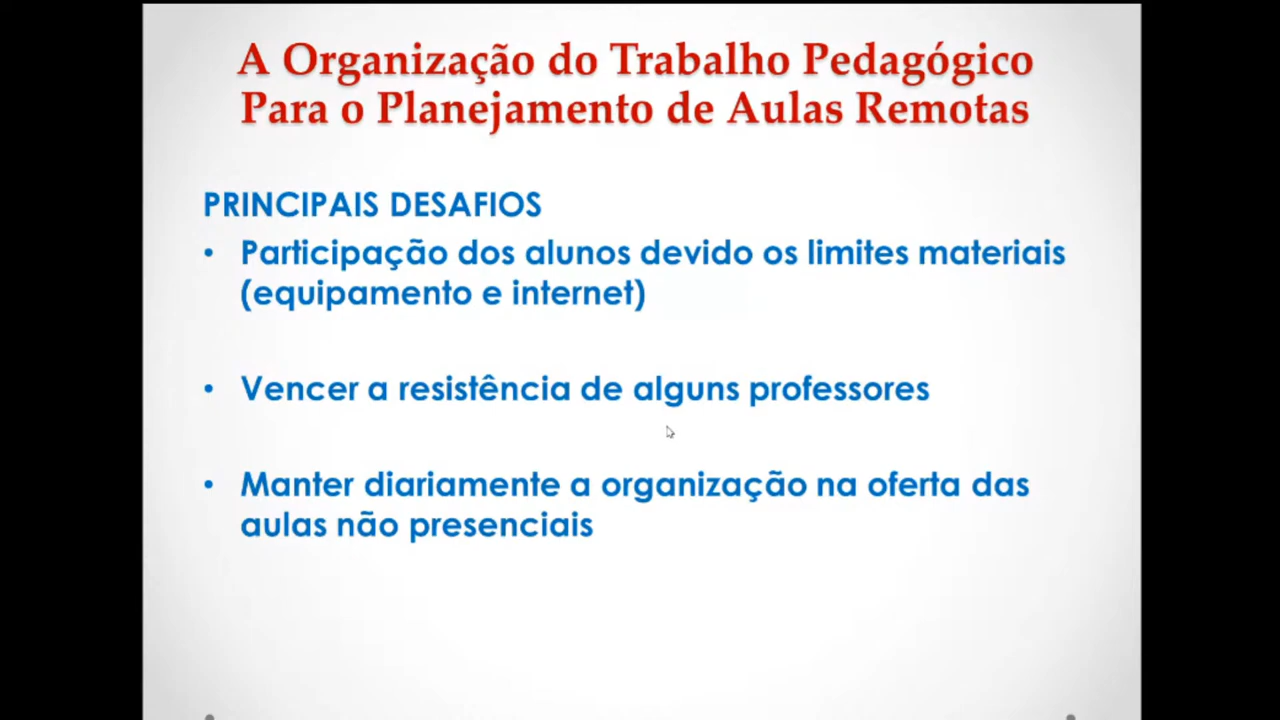 A Organização do Trabalho Pedagógico
Para o Planejamento de Aulas Remotas
PRINCIPAIS DESAFIOS
• Participação dos alunos devido os limites materiais
(equipamento e internet)
• Vencer a resistência de alguns professores
• Manter diariamente a organização na oferta das
aulas não presenciais